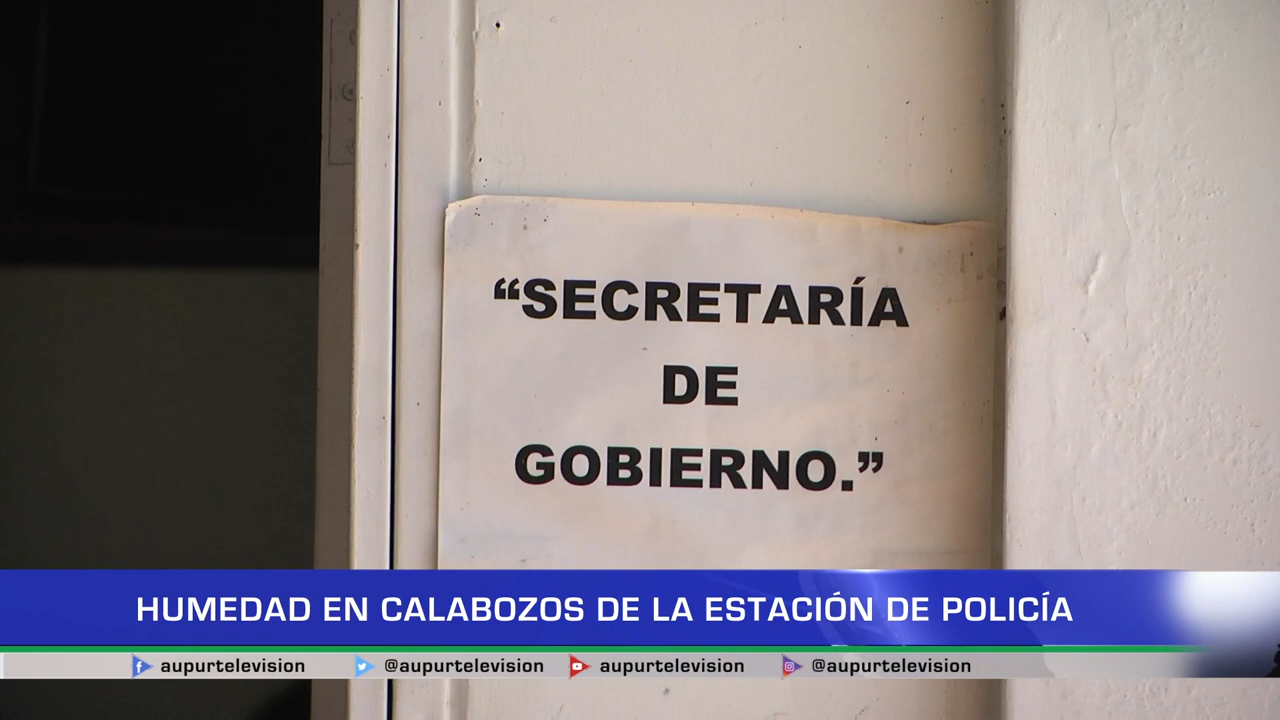 “SECRETARÍA
DE
GOBIERNO.”
HUMEDAD EN CALABOZOS DE LA ESTACIÓN DE POLICÍA
aupurtelevision @aupurtelevision aupurtelevision @aupurtelevision